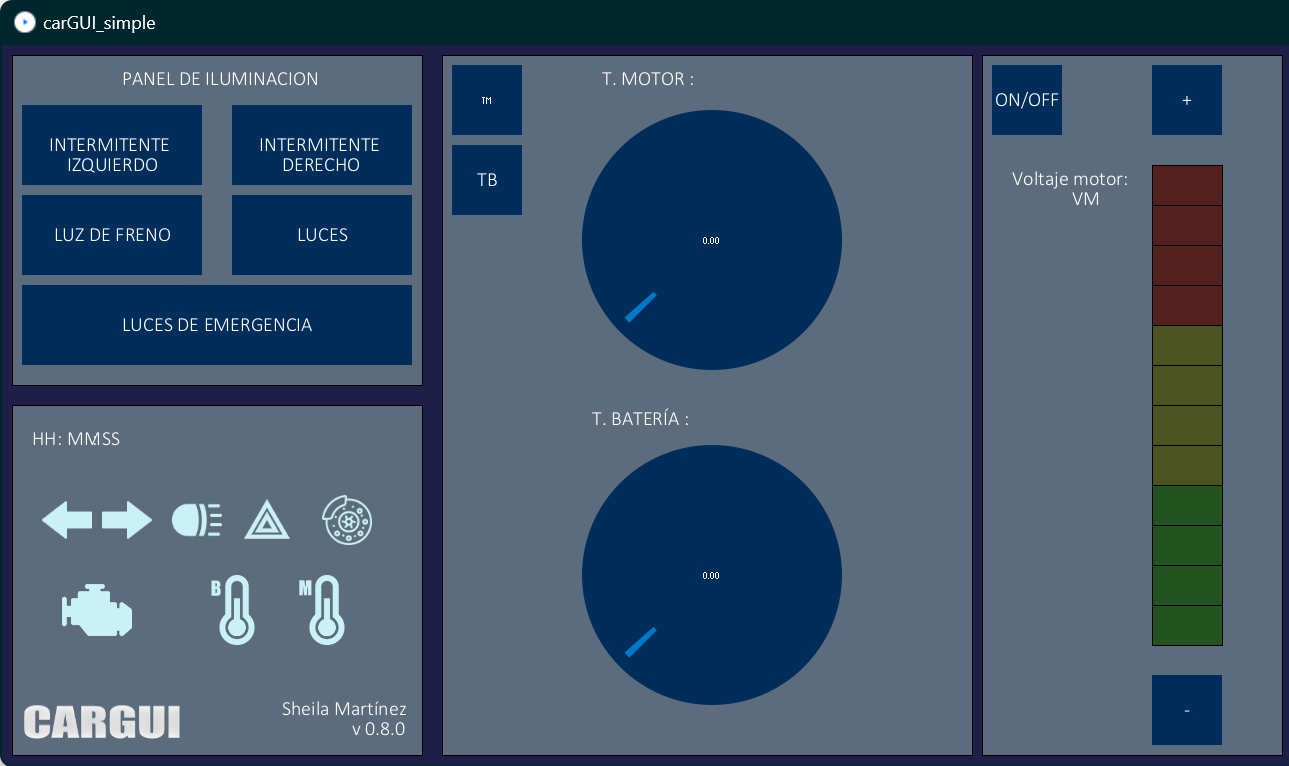 carGUI_simple
PANEL DE ILUMINACION
INTERMITENTE
IZQUIERDO
INTERMITENTE
DERECHO
LUZ DE FRENO
LUCES
LUCES DE EMERGENCIA
HH: MM:SS
B
M
CARGUI
Sheila Martínez
v 0.8.0
TM
TB
T. MOTOR :
0.00
T. BATERÍA :
0.00
ON/OFF
+
Voltaje motor:
VM
-